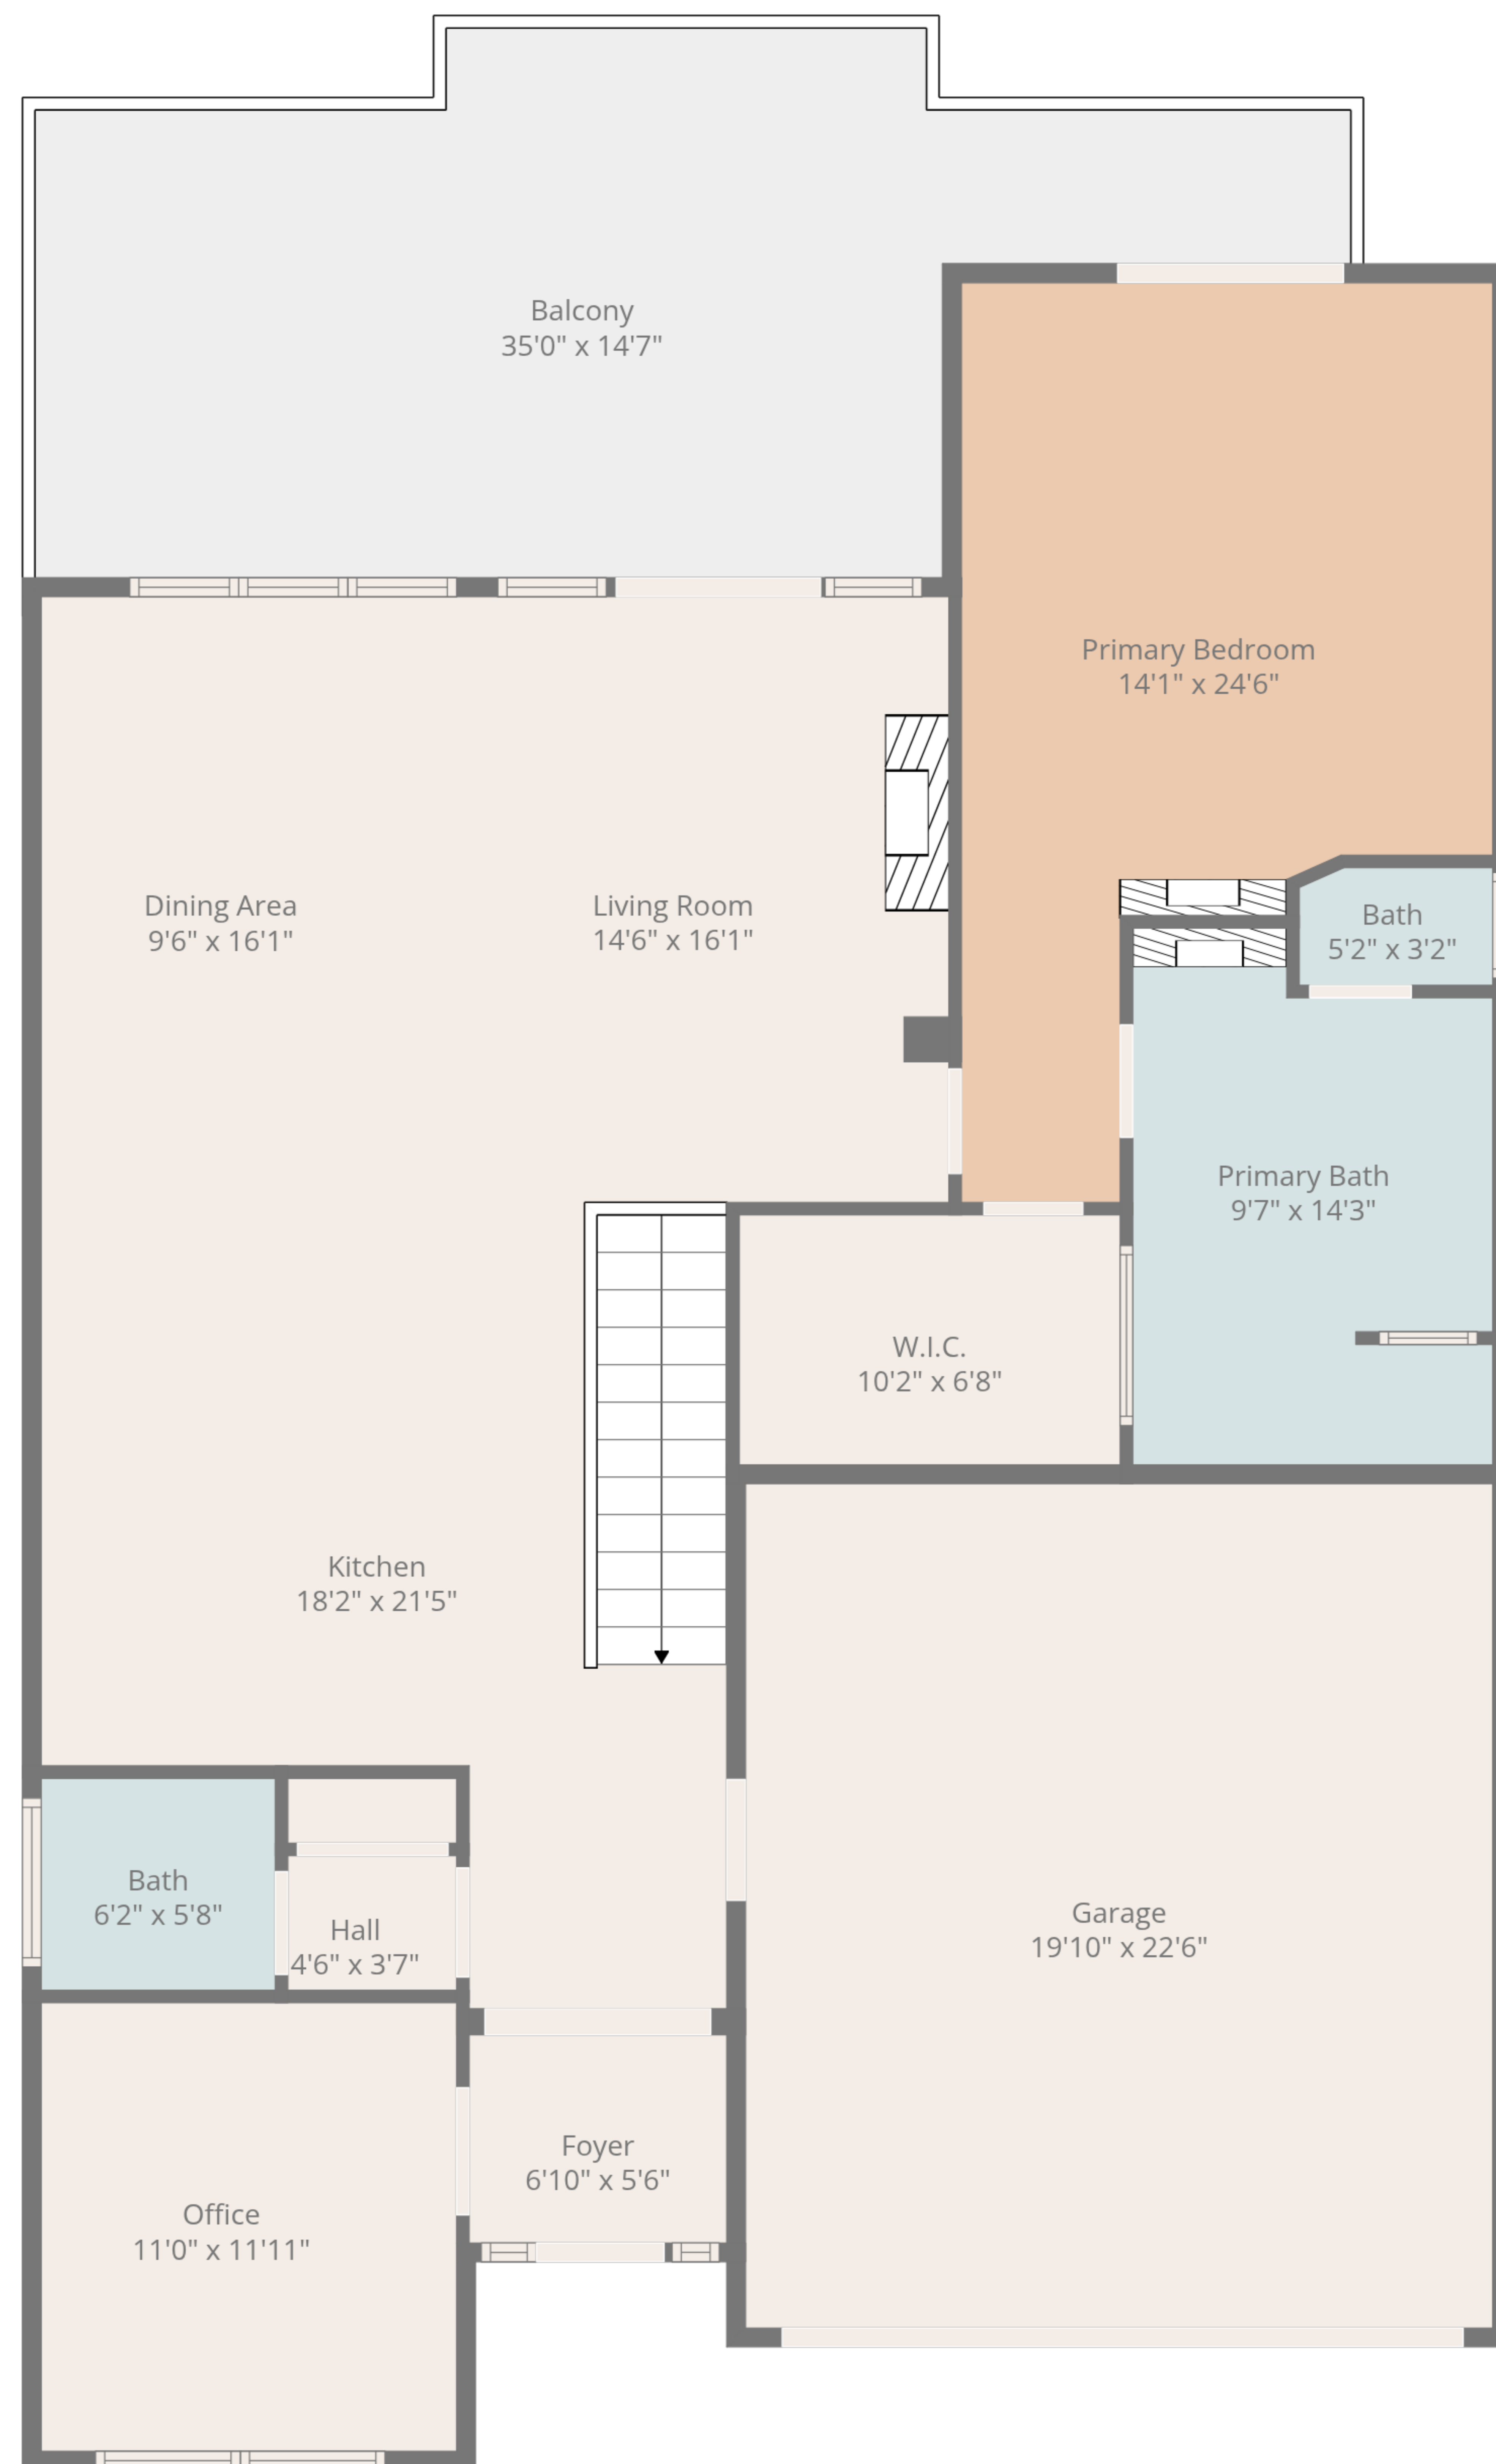 Balcony
35'0" x 14'7"
Primary Bedroom
14'1" x 24'6"
Dining Area
9'6" x 16'1"
Living Room
14'6" x 16'1"
Bath
5'2" x 3'2"
Primary Bath
9'7" x 14'3"
W.I.C.
10'2" x 6'8"
Kitchen
18'2" x 21'5"
Bath
6'2" x 5'8"
Hall
4'6" x 3'7"
Garage
19'10" x 22'6"
Foyer
6'10" x 5'6"
Office
11'0" x 11'11"